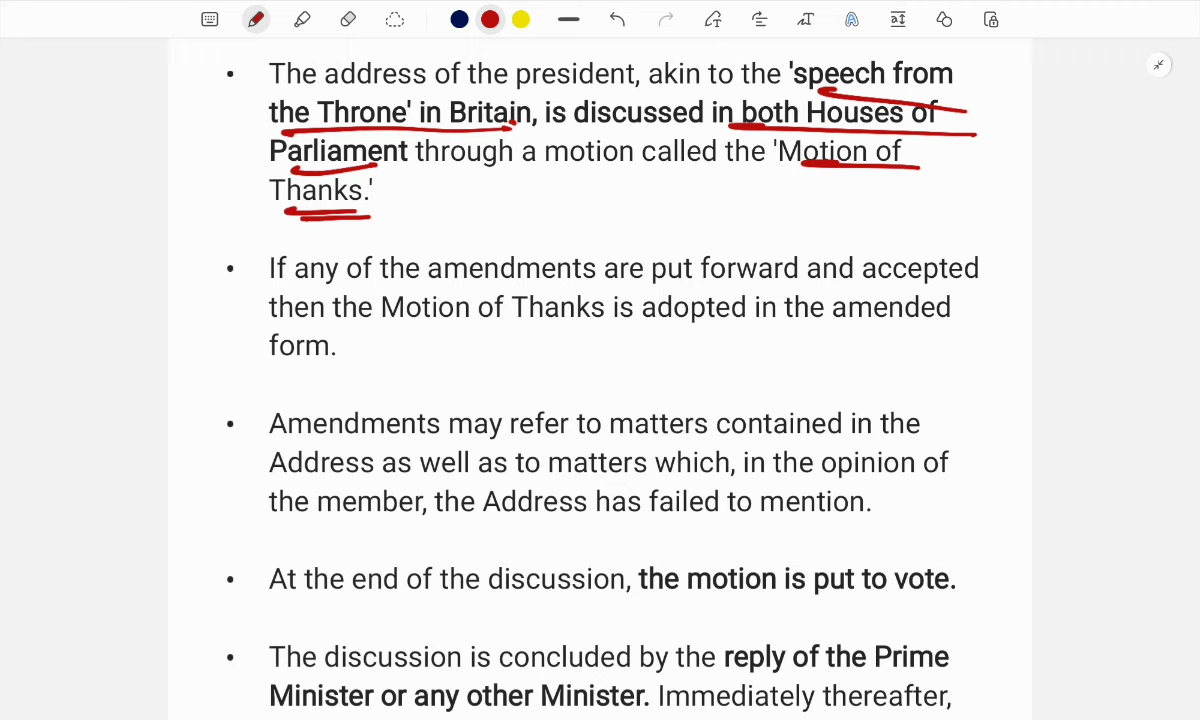 • The address of the president, akin to the 'speech from
the Throne' in Britain, is discussed in both Houses of
Parliament through a motion called the 'Motion of
Thanks.'
• If any of the amendments are put forward and accepted
then the Motion of Thanks is adopted in the amended
form.
• Amendments may refer to matters contained in the
Address as well as to matters which, in the opinion of
the member, the Address has failed to mention.
• At the end of the discussion, the motion is put to vote.
• The discussion is concluded by the reply of the Prime
Minister or any other Minister. Immediately thereafter,